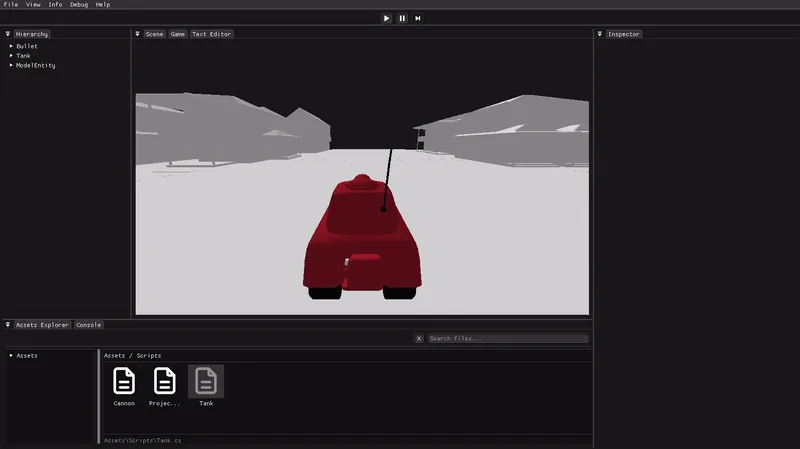 File View Info Debug Help
Hierarchy
Scene Game Text Editor
Inspector
Bullet
Tank
ModelEntity
Assets Explorer Console
X Search files...
Assets
Assets / Scripts
Cannon Projec... Tank
Assets\Scripts\Tank.cs